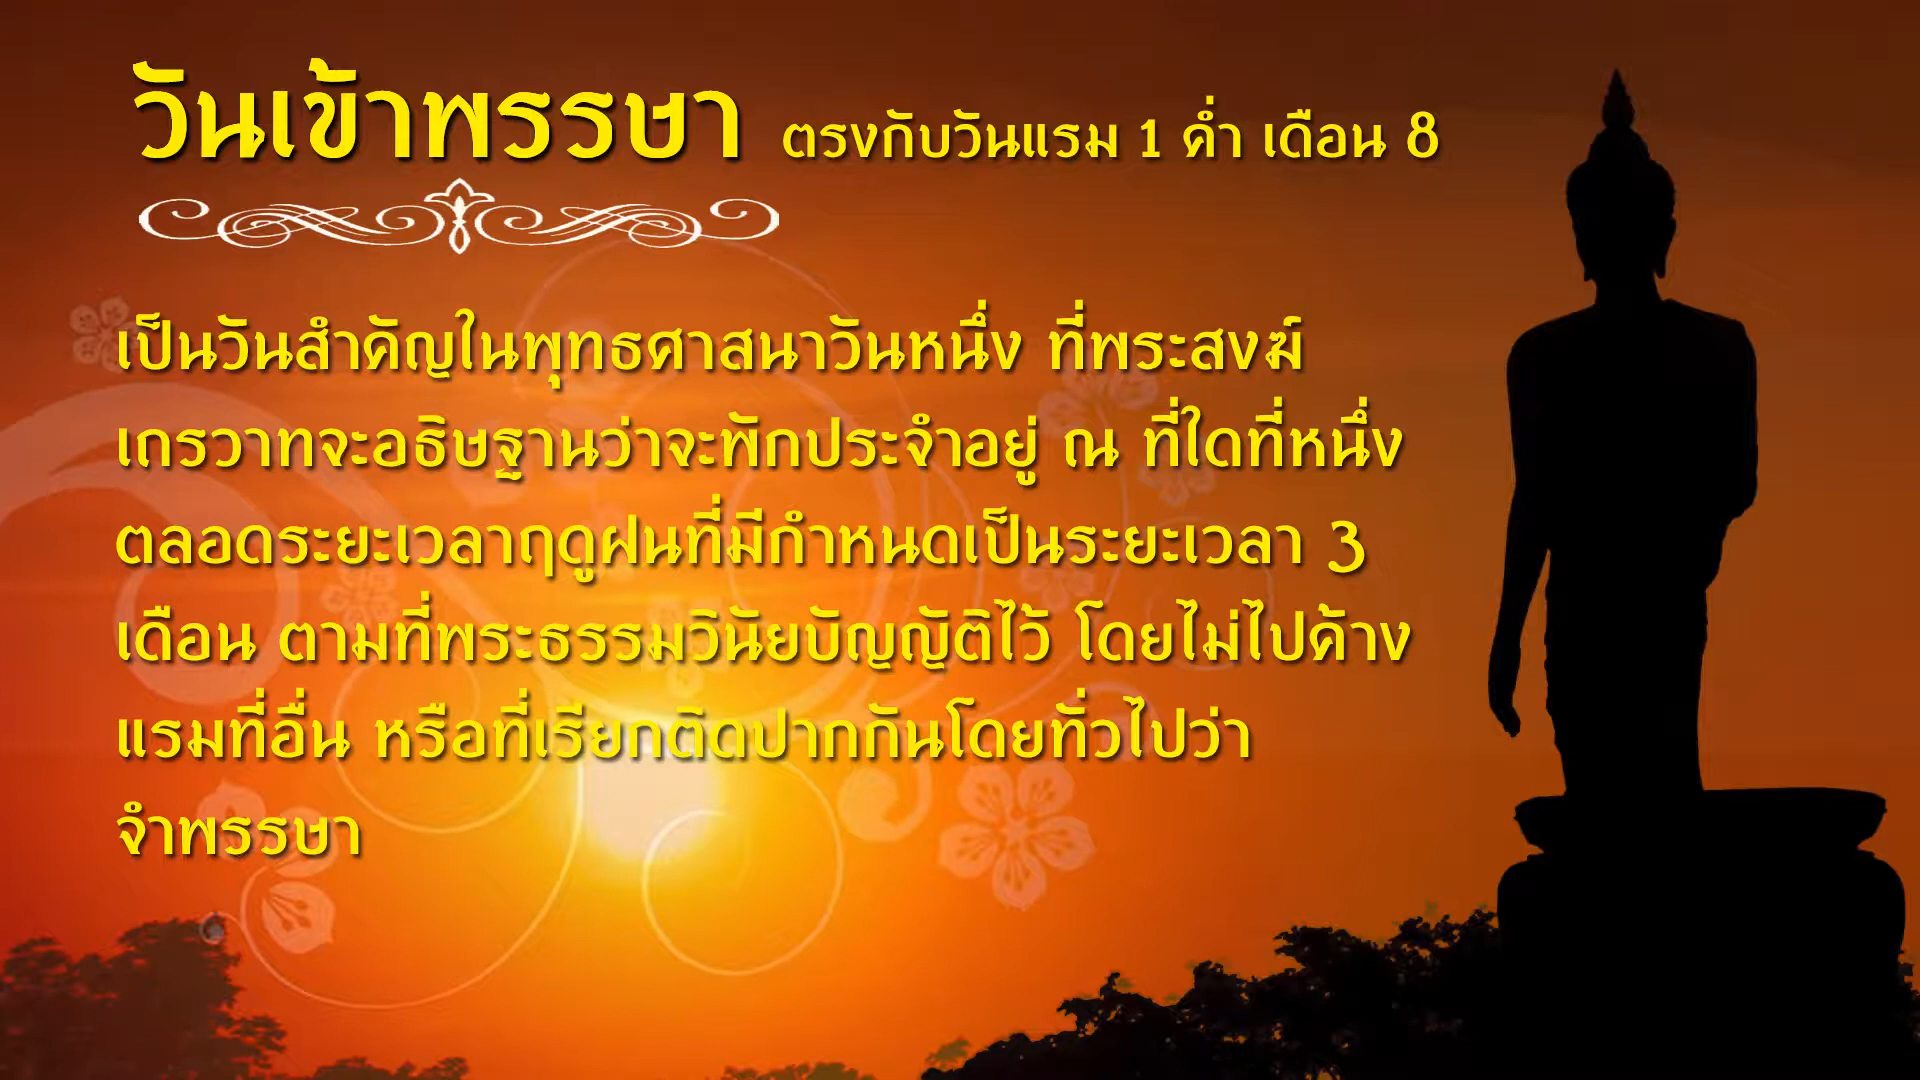 วันเข้าพรรษา ตรงกับวันแรม 1 ค่ำ เดือน 8
เป็นวันสำคัญในพุทธศาสนาวันหนึ่ง ที่พระสงฆ์
เถรวาทจะอธิษฐานว่าจะพักประจำอยู่ ณ ที่ใดที่หนึ่ง
ตลอดระยะเวลาฤดูฝนที่มีกำหนดเป็นระยะเวลา 3
เดือน ตามที่พระธรรมวินัยบัญญัติไว้ โดยไม่ไปค้าง
แรมที่อื่น หรือที่เรียกติดปากกันโดยทั่วไปว่า
จำพรรษา